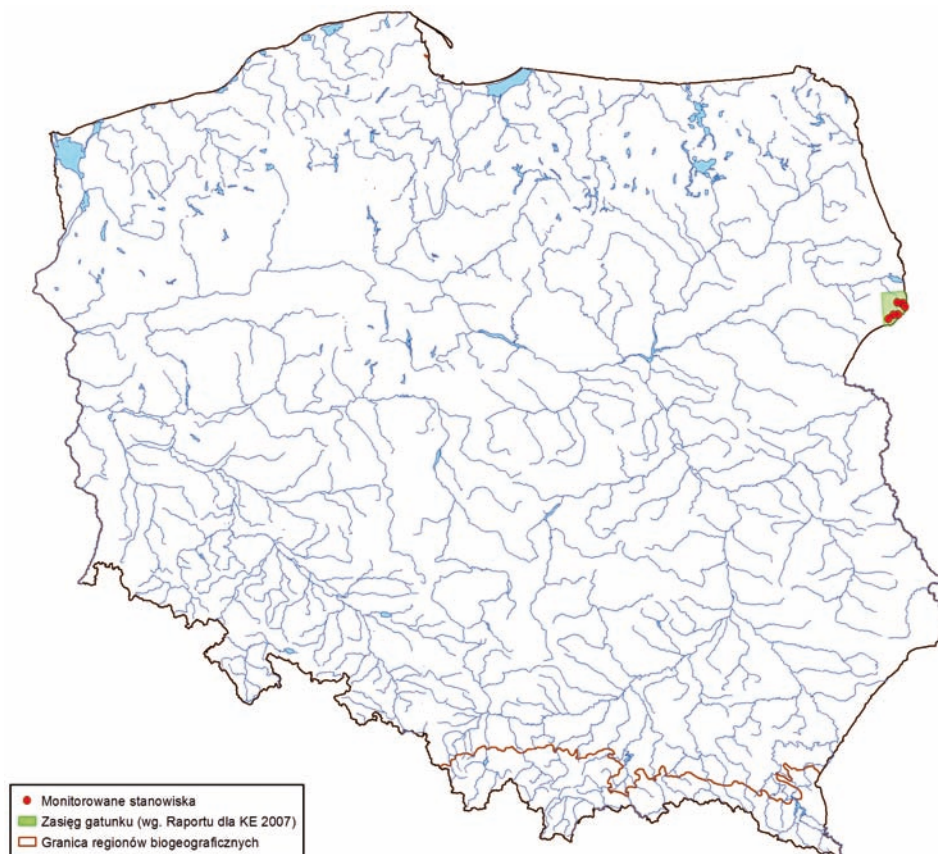 Monitorowane stanowiska
Zasięg gatunku (wg. Raportu dla KE 2007)
Granica regionów biogeograficznych